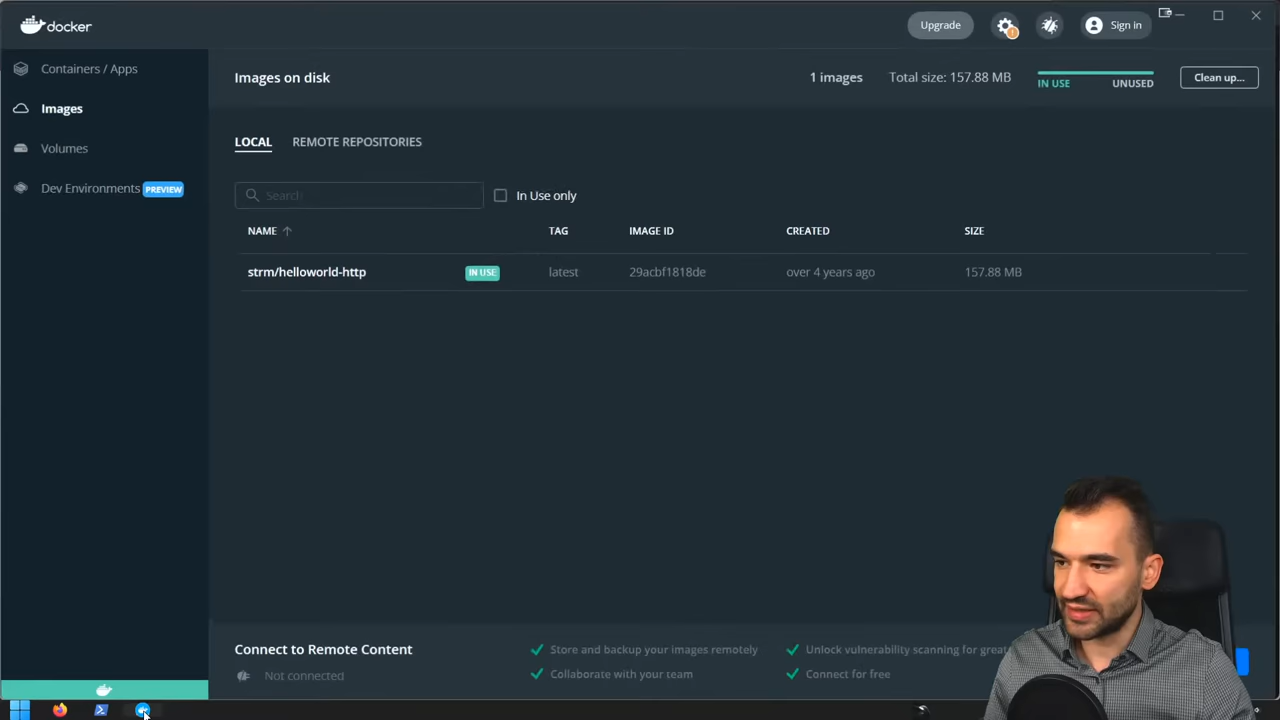 docker
Upgrade
Sign in
Containers / Apps
Images
Volumes
Dev Environments PREVIEW
Images on disk
1 images
Total size: 157.88 MB
IN USE
UNUSED
Clean up...
LOCAL
REMOTE REPOSITORIES
Search
In Use only
NAME
TAG
IMAGE ID
CREATED
SIZE
strm/helloworld-http
IN USE
latest
29acbf1818de
over 4 years ago
157.88 MB
Connect to Remote Content
Not connected
Store and backup your images remotely
Collaborate with your team
Unlock vulnerability scanning for
Connect for free